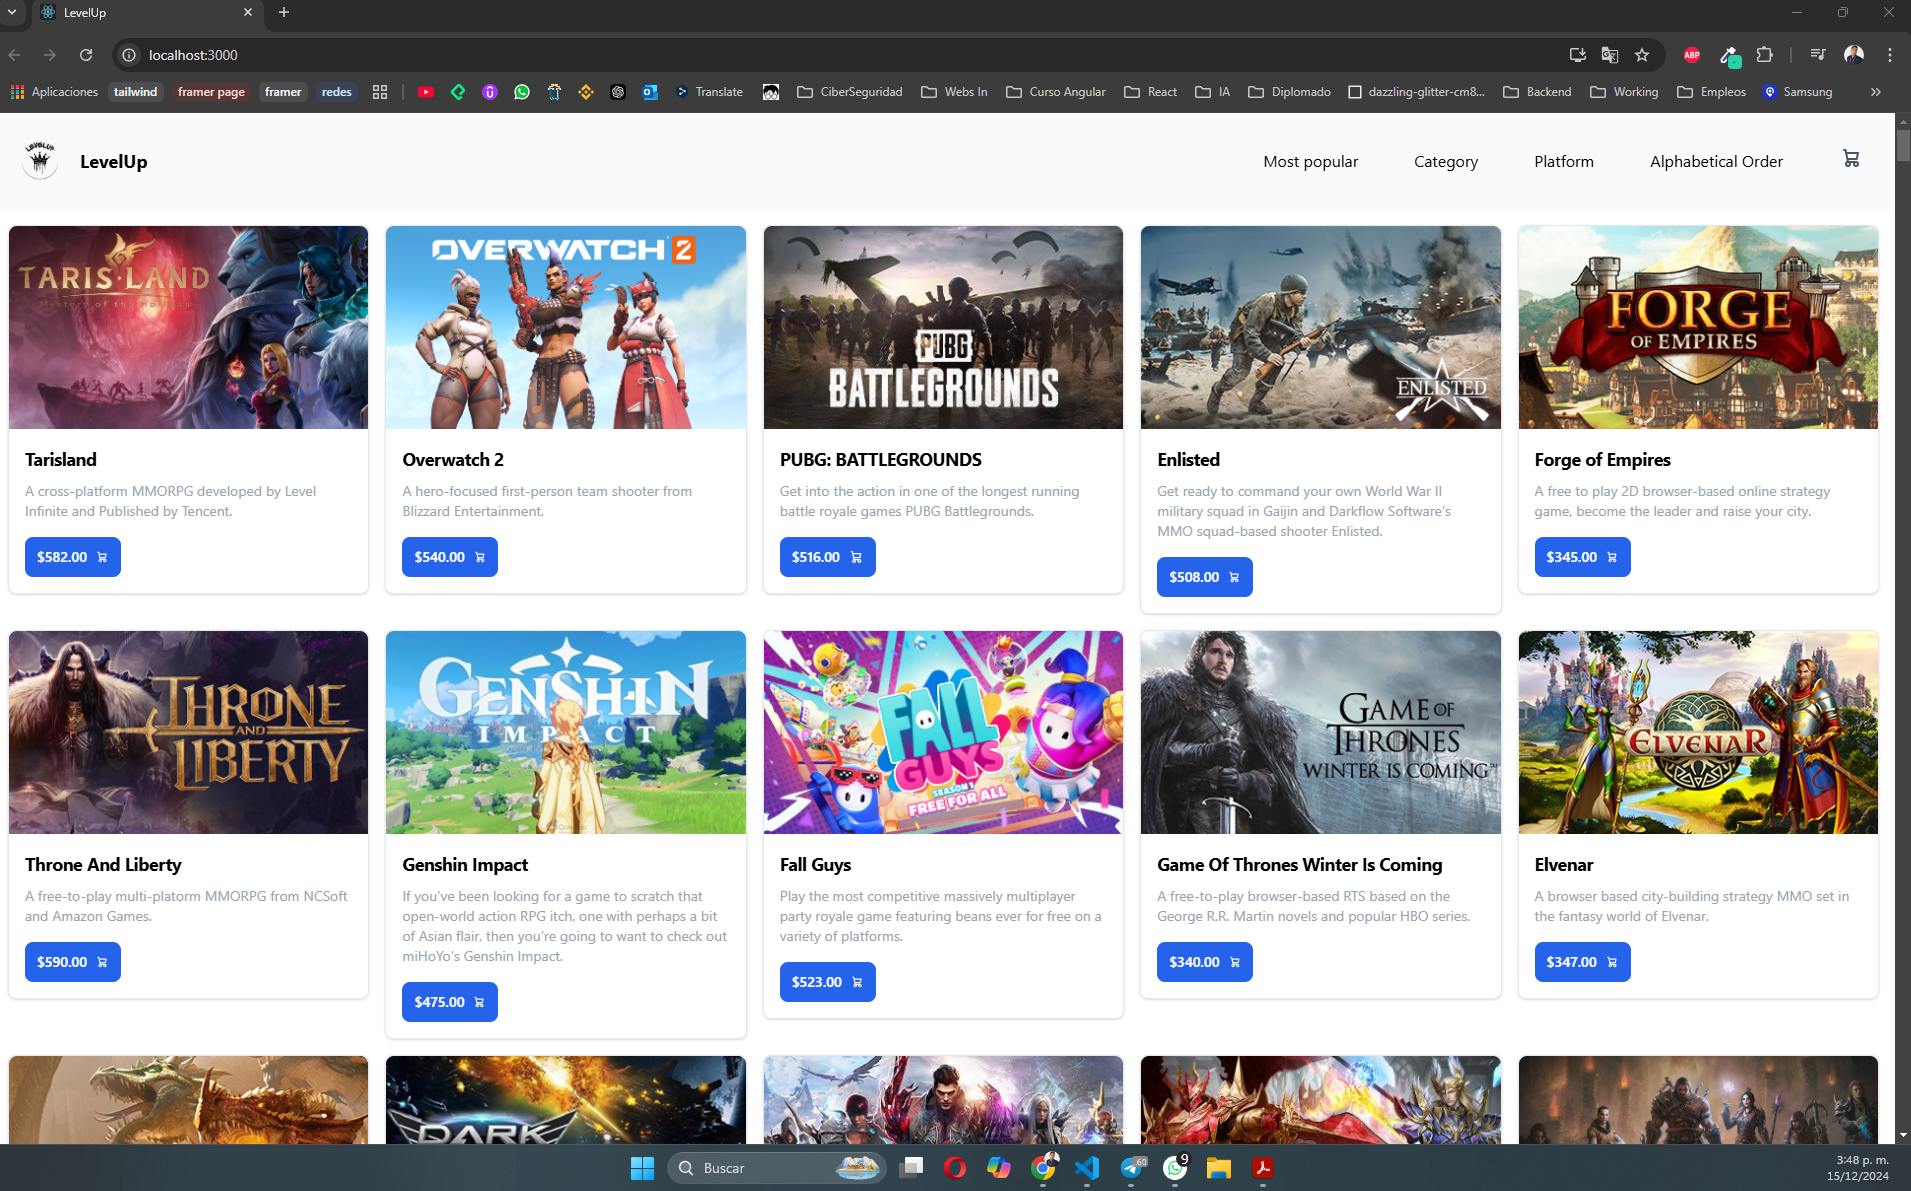 LevelUp
localhost:3000
ABP
Aplicaciones
tailwind
framer page
framer
redes
Translate
CiberSeguridad
Webs In
Curso Angular
React
IA
Diplomado
dazzling-glitter-cm8...
Backend
Working
Empleos
Samsung
»
LEVELUP
LevelUp
Most popular
Category
Platform
Alphabetical Order
TARIS·LAND
OVERWATCH 2
PUBG
BATTLEGROUNDS
ENLISTED
FORGE
OF EMPIRES
Tarisland
A cross-platform MMORPG developed by Level
Infinite and Published by Tencent.
$582.00
Overwatch 2
A hero-focused first-person team shooter from
Blizzard Entertainment.
$540.00
PUBG: BATTLEGROUNDS
Get into the action in one of the longest running
battle royale games PUBG Battlegrounds.
$516.00
Enlisted
Get ready to command your own World War II
military squad in Gaijin and Darkflow Software’s
MMO squad-based shooter Enlisted.
$508.00
Forge of Empires
A free to play 2D browser-based online strategy
game, become the leader and raise your city.
$345.00
THRONE
AND
LIBERTY
GENSHIN
IMPACT
FALL
GUYS
SEASON 1
FREE FOR ALL
GAME OF
THRONES
WINTER IS COMING™
ELVENAR
Throne And Liberty
A free-to-play multi-platorm MMORPG from NCSoft
and Amazon Games.
$590.00
Genshin Impact
If you’ve been looking for a game to scratch that
open-world action RPG itch, one with perhaps a bit
of Asian flair, then you’re going to want to check out
miHoYo’s Genshin Impact.
$475.00
Fall Guys
Play the most competitive massively multiplayer
party royale game featuring beans ever for free on a
variety of platforms.
$523.00
Game Of Thrones Winter Is Coming
A free-to-play browser-based RTS based on the
George R.R. Martin novels and popular HBO series.
$340.00
Elvenar
A browser based city-building strategy MMO set in
the fantasy world of Elvenar.
$347.00
DARK
Buscar
60
9
3:48 p. m.
15/12/2024